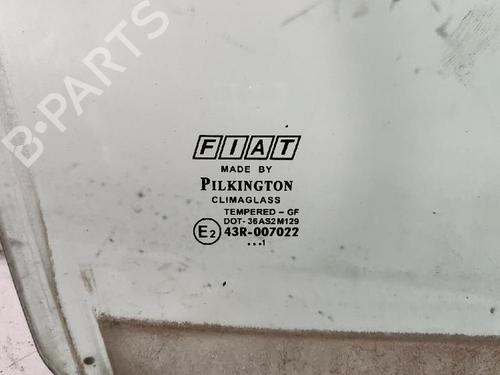 B-PARTS
FIAT
MADE BY
PILKINGTON
CLIMAGLASS
TEMPERED - GF
DOT-36AS2M129
E2 43R-007022
...1